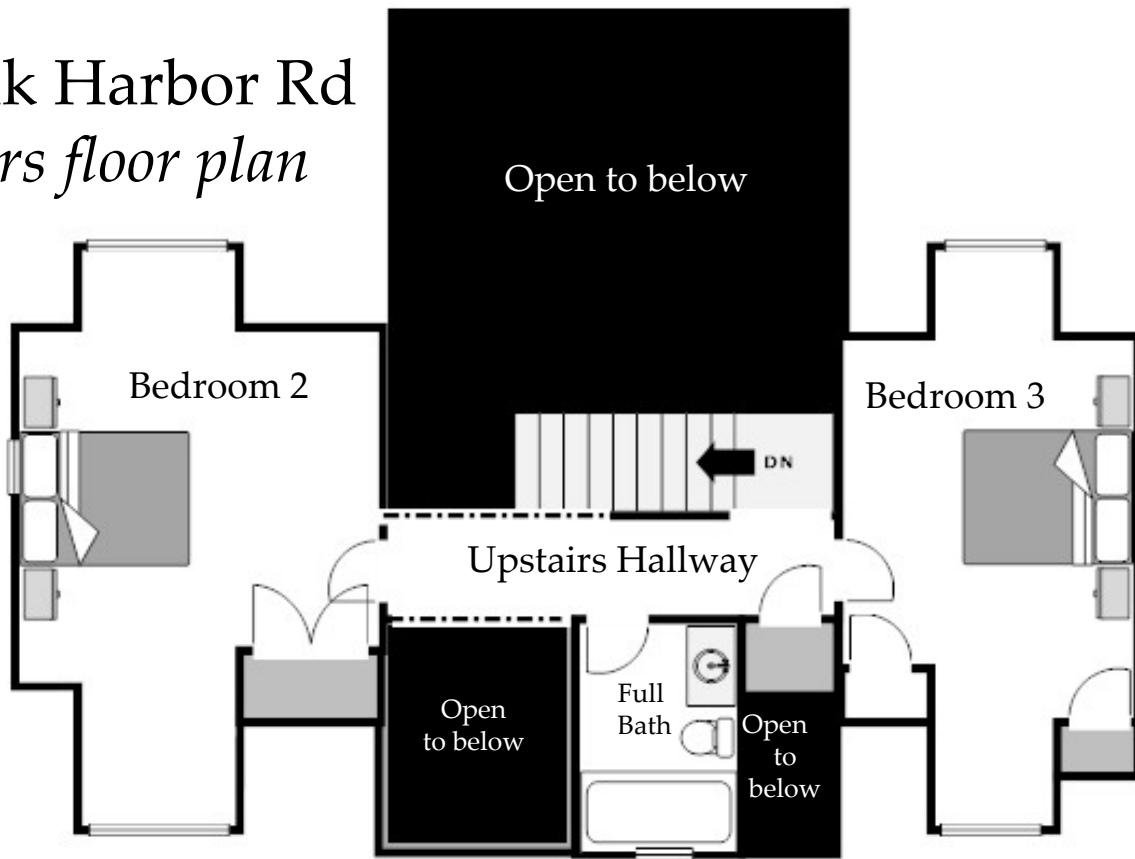 k Harbor Rd
rs floor plan
Open to below
Bedroom 2
Bedroom 3
DN
Upstairs Hallway
Full
Bath
Open
to below
Open
to
below